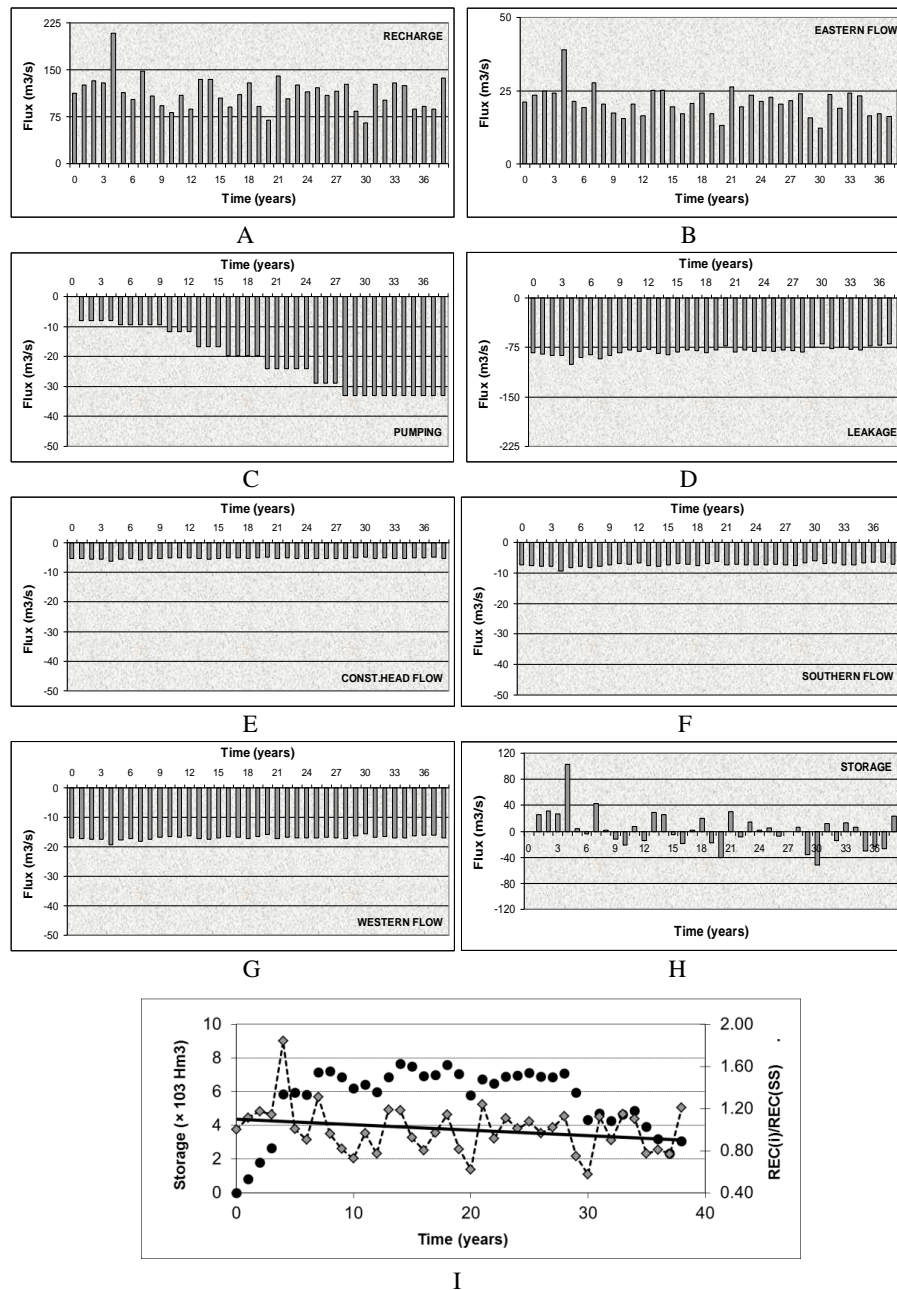 225
150
75
0
Flux (m3/s)
RECHARGE
0 3 6 9 12 15 18 21 24 27 30 33 36
Time (years)
A
50
25
0
Flux (m3/s)
EASTERN FLOW
0 3 6 9 12 15 18 21 24 27 30 33 36
Time (years)
B
Time (years)
0 3 6 9 12 15 18 21 24 27 30 33 36
0
-10
-20
-30
-40
-50
Flux (m3/s)
PUMPING
C
Time (years)
0 3 6 9 12 15 18 21 24 27 30 33 36
0
-75
-150
-225
Flux (m3/s)
LEAKAGE
D
Time (years)
0 3 6 9 12 15 18 21 24 27 30 33 36
0
-10
-20
-30
-40
-50
Flux (m3/s)
CONST.HEAD FLOW
E
Time (years)
0 3 6 9 12 15 18 21 24 27 30 33 36
0
-10
-20
-30
-40
-50
Flux (m3/s)
SOUTHERN FLOW
F
Time (years)
0 3 6 9 12 15 18 21 24 27 30 33 36
0
-10
-20
-30
-40
-50
Flux (m3/s)
WESTERN FLOW
G
120
80
40
0
-40
-80
-120
Flux (m3/s)
STORAGE
0 3 6 9 12 15 18 21 24 27 30 33 36
Time (years)
H
10
8
6
4
2
0
Storage (× 103 Hm3)
2.00
1.60
1.20
0.80
0.40
REC(i)/REC(SS)
.
0 10 20 30 40
Time (years)
I